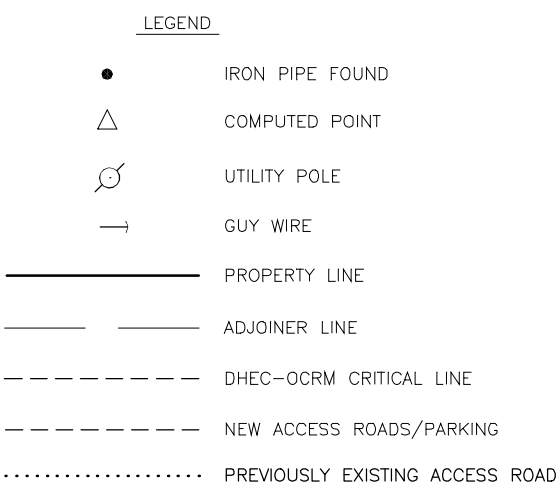 LEGEND
IRON PIPE FOUND
COMPUTED POINT
UTILITY POLE
GUY WIRE
PROPERTY LINE
ADJOINER LINE
DHEC-OCRM CRITICAL LINE
NEW ACCESS ROADS/PARKING
PREVIOUSLY EXISTING ACCESS ROAD